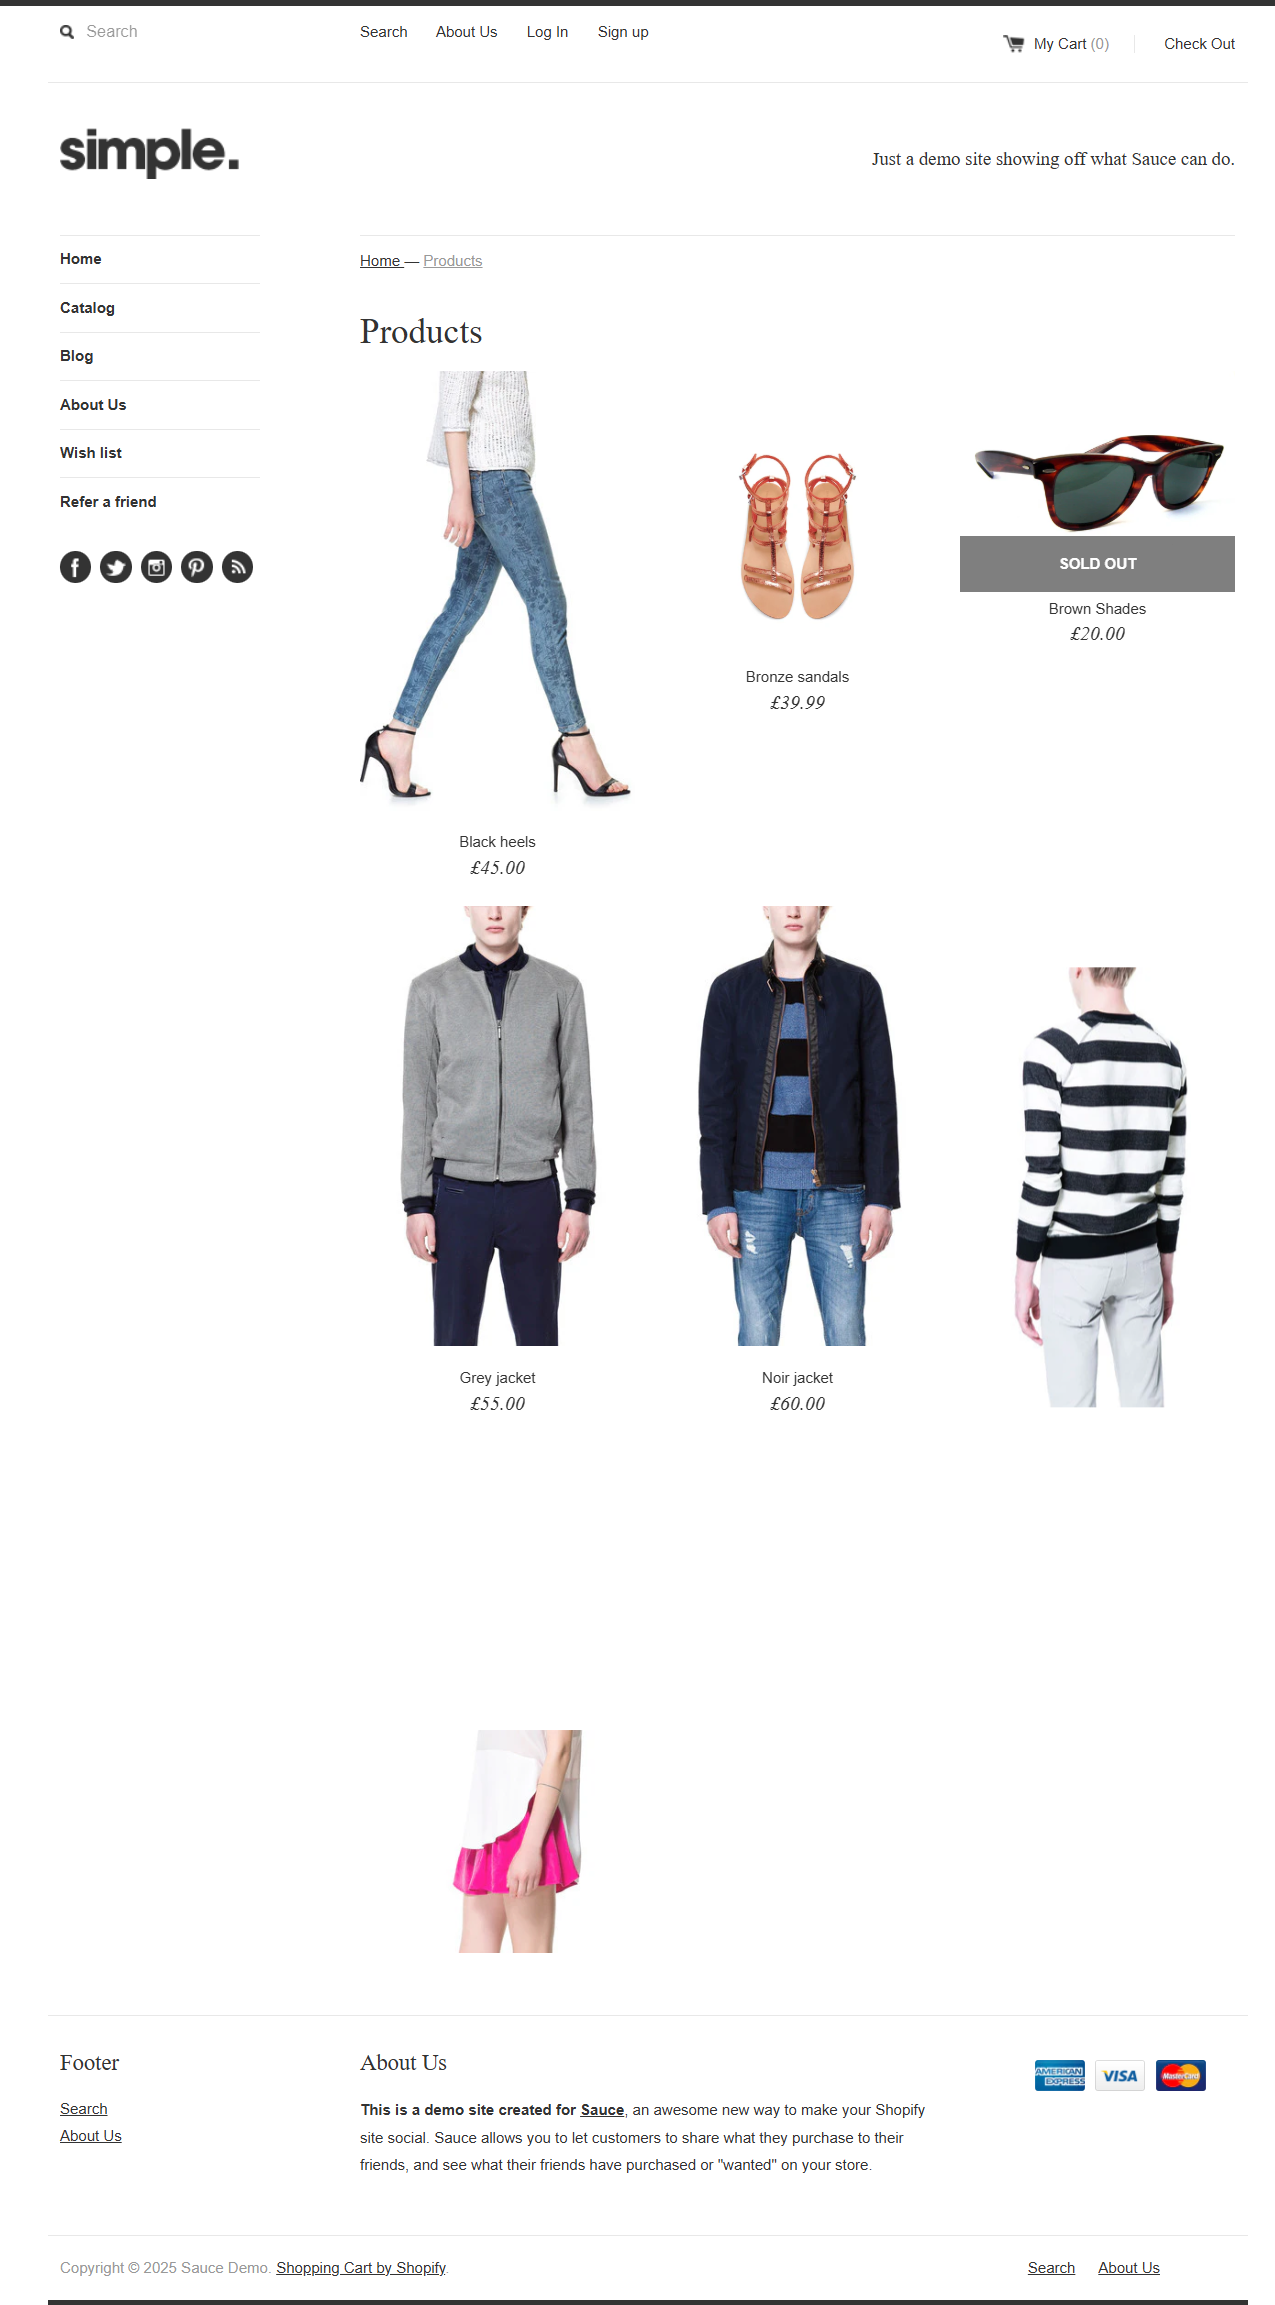 Search
Search About Us Log In Sign up
My Cart (0) Check Out
simple.
Just a demo site showing off what Sauce can do.
Home
Catalog
Blog
About Us
Wish list
Refer a friend
Home — Products
Products
SOLD OUT
Brown Shades
£20.00
Bronze sandals
£39.99
Black heels
£45.00
Grey jacket
£55.00
Noir jacket
£60.00
Footer
Search
About Us
About Us
This is a demo site created for Sauce, an awesome new way to make your Shopify
site social. Sauce allows you to let customers to share what they purchase to their
friends, and see what their friends have purchased or "wanted" on your store.
AMERICAN
EXPRESS
VISA
MasterCard
Copyright © 2025 Sauce Demo. Shopping Cart by Shopify.
Search About Us